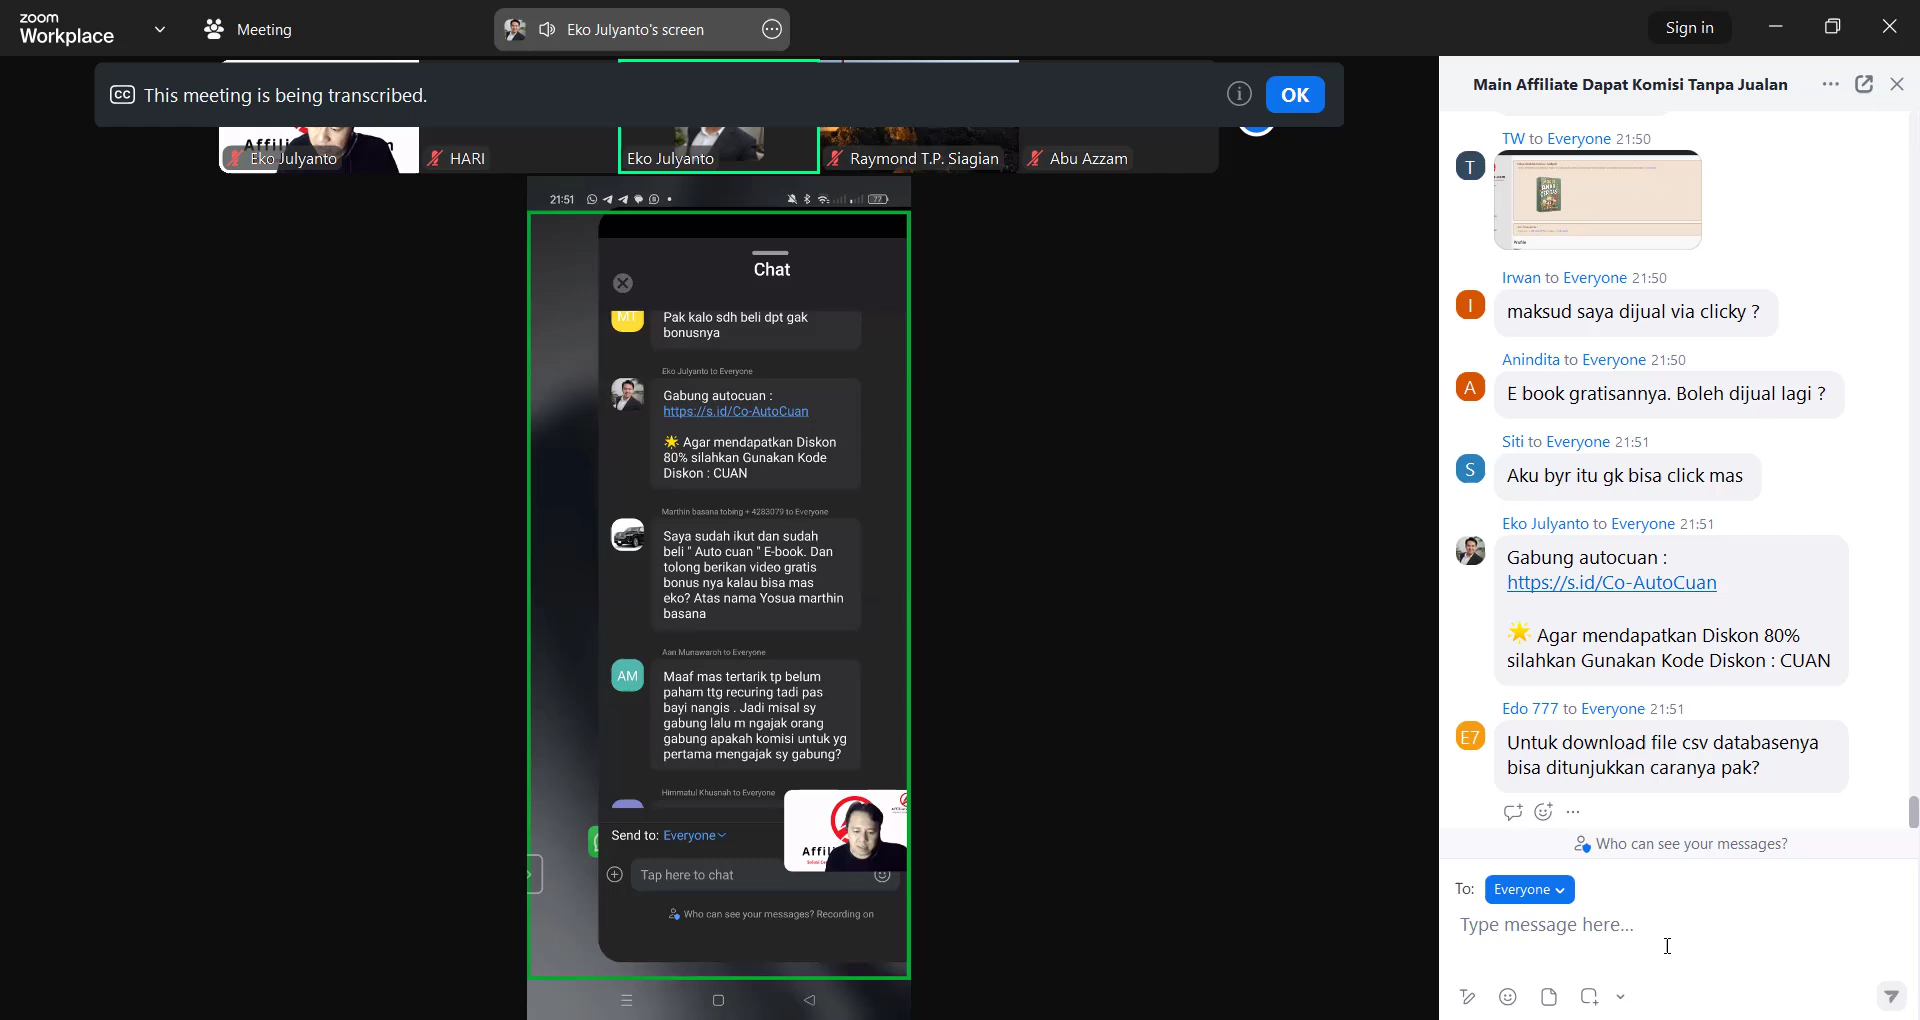 zoom
Workplace
Meeting
Eko Julyanto's screen
Sign in
CC This meeting is being transcribed.
OK
Eko Julyanto
HARI
Eko Julyanto
Raymond T.P. Siagian
Abu Azzam
21:51
77
Chat
MT
Pak kalo sdh beli dpt gak
bonusnya
Eko Julyanto to Everyone
Gabung autocuan :
https://s.id/Co-AutoCuan
🌟 Agar mendapatkan Diskon
80% silahkan Gunakan Kode
Diskon : CUAN
Marthin basana tobing + 4283079 to Everyone
Saya sudah ikut dan sudah
beli " Auto cuan " E-book. Dan
tolong berikan video gratis
bonus nya kalau bisa mas
eko? Atas nama Yosua marthin
basana
Aan Munawaroh to Everyone
AM
Maaf mas tertarik tp belum
paham ttg recuring tadi pas
bayi nangis . Jadi misal sy
gabung lalu m ngajak orang
gabung apakah komisi untuk yg
pertama mengajak sy gabung?
Himmatul Khusnah to Everyone
Send to: Everyone
Tap here to chat
Who can see your messages? Recording on
Main Affiliate Dapat Komisi Tanpa Jualan
TW to Everyone 21:50
T
Irwan to Everyone 21:50
I
maksud saya dijual via clicky ?
Anindita to Everyone 21:50
A
E book gratisannya. Boleh dijual lagi ?
Siti to Everyone 21:51
S
Aku byr itu gk bisa click mas
Eko Julyanto to Everyone 21:51
Gabung autocuan :
https://s.id/Co-AutoCuan
🌟 Agar mendapatkan Diskon 80%
silahkan Gunakan Kode Diskon : CUAN
Edo 777 to Everyone 21:51
E7
Untuk download file csv databasenya
bisa ditunjukkan caranya pak?
Who can see your messages?
To: Everyone
Type message here...